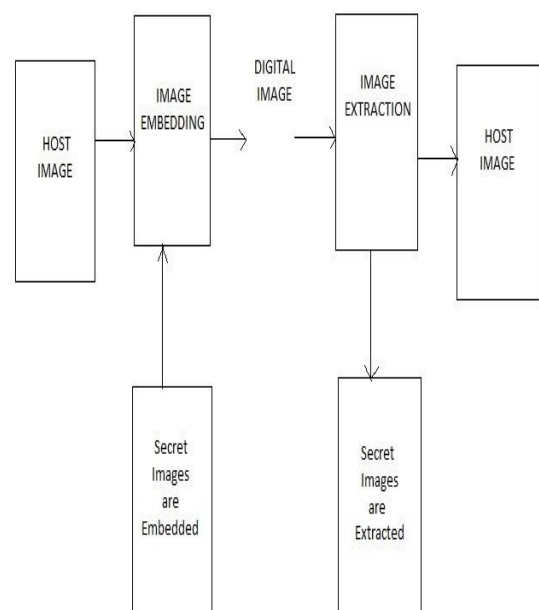 HOST
IMAGE
IMAGE
EMBEDDING
DIGITAL
IMAGE
IMAGE
EXTRACTION
HOST
IMAGE
Secret
Images
are
Embedded
Secret
Images
are
Extracted